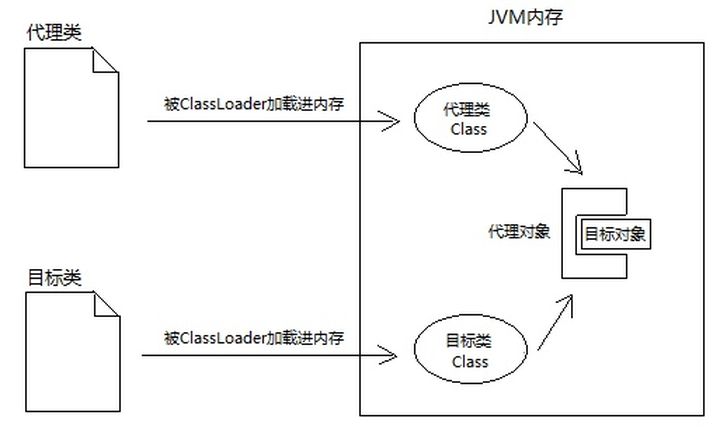 JVM内存
代理类
被ClassLoader加载进内存
代理类
Class
代理对象
目标对象
目标类
被ClassLoader加载进内存
目标类
Class